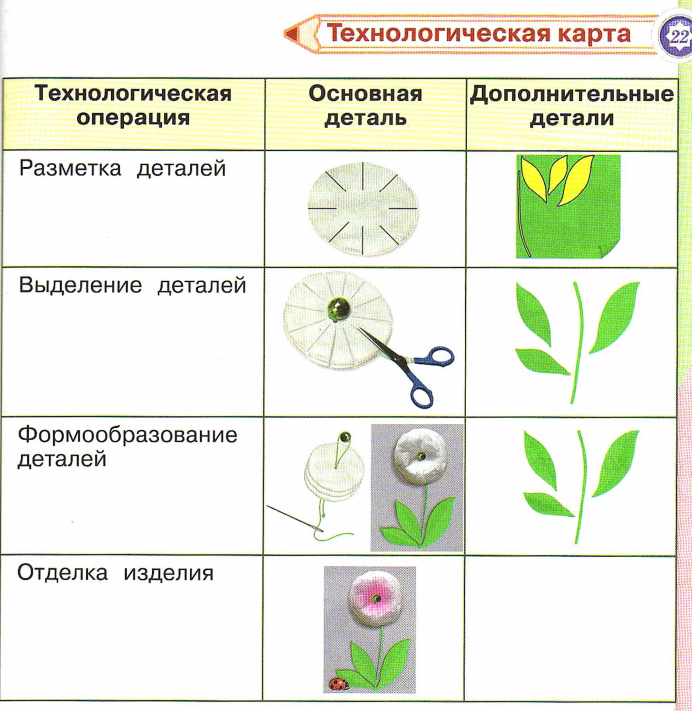 Технологическая карта
22
Технологическая
операция
Основная
деталь
Дополнительные
детали
Разметка деталей
Выделение деталей
Формообразование
деталей
Отделка изделия